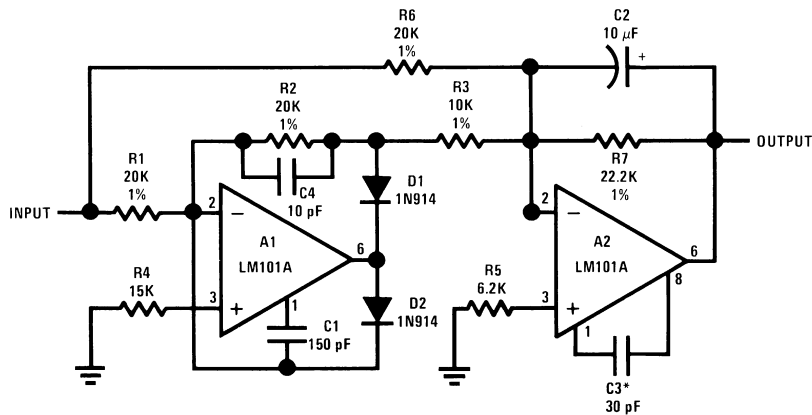 R6
20K
1%
C2
10 µF
+
R2
20K
1%
R3
10K
1%
OUTPUT
R7
22.2K
1%
R1
20K
1%
C4
10 pF
D1
1N914
INPUT
2
−
A1
LM101A
6
2
−
A2
LM101A
6
8
R4
15K
3
+
1
D2
1N914
R5
6.2K
3
+
1
C1
150 pF
C3*
30 pF